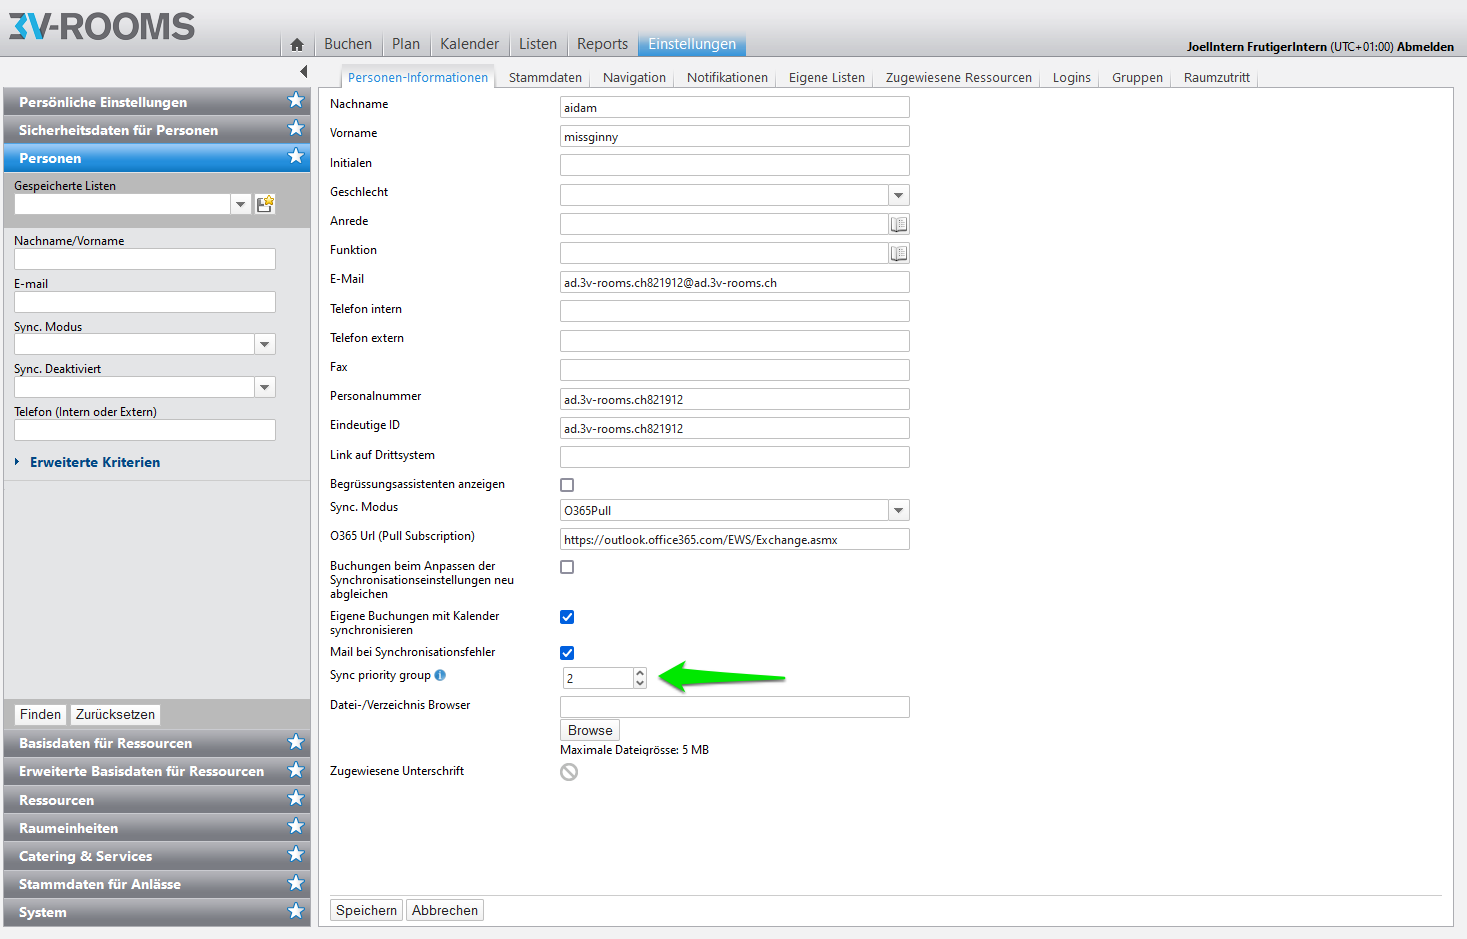 3V-ROOMS
Buchen Plan Kalender Listen Reports Einstellungen
JoelIntern FrutigerIntern (UTC+01:00) Abmelden
Personen-Informationen Stammdaten Navigation Notifikationen Eigene Listen Zugewiesene Ressourcen Logins Gruppen Raumzutritt
Persönliche Einstellungen
Sicherheitsdaten für Personen
Personen
Gespeicherte Listen
Nachname/Vorname
E-mail
Sync. Modus
Sync. Deaktiviert
Telefon (Intern oder Extern)
Erweiterte Kriterien
Finden Zurücksetzen
Basisdaten für Ressourcen
Erweiterte Basisdaten für Ressourcen
Ressourcen
Raumeinheiten
Catering & Services
Stammdaten für Anlässe
System
Nachname aidam
Vorname missginny
Initialen
Geschlecht
Anrede
Funktion
E-Mail ad.3v-rooms.ch821912@ad.3v-rooms.ch
Telefon intern
Telefon extern
Fax
Personalnummer ad.3v-rooms.ch821912
Eindeutige ID ad.3v-rooms.ch821912
Link auf Drittsystem
Begrüssungsassistenten anzeigen
Sync. Modus O365Pull
O365 Url (Pull Subscription) https://outlook.office365.com/EWS/Exchange.asmx
Buchungen beim Anpassen der
Synchronisationseinstellungen neu
abgleichen
Eigene Buchungen mit Kalender
synchronisieren
Mail bei Synchronisationsfehler
Sync priority group 2
Datei-/Verzeichnis Browser
Browse
Maximale Dateigrösse: 5 MB
Zugewiesene Unterschrift
Speichern Abbrechen